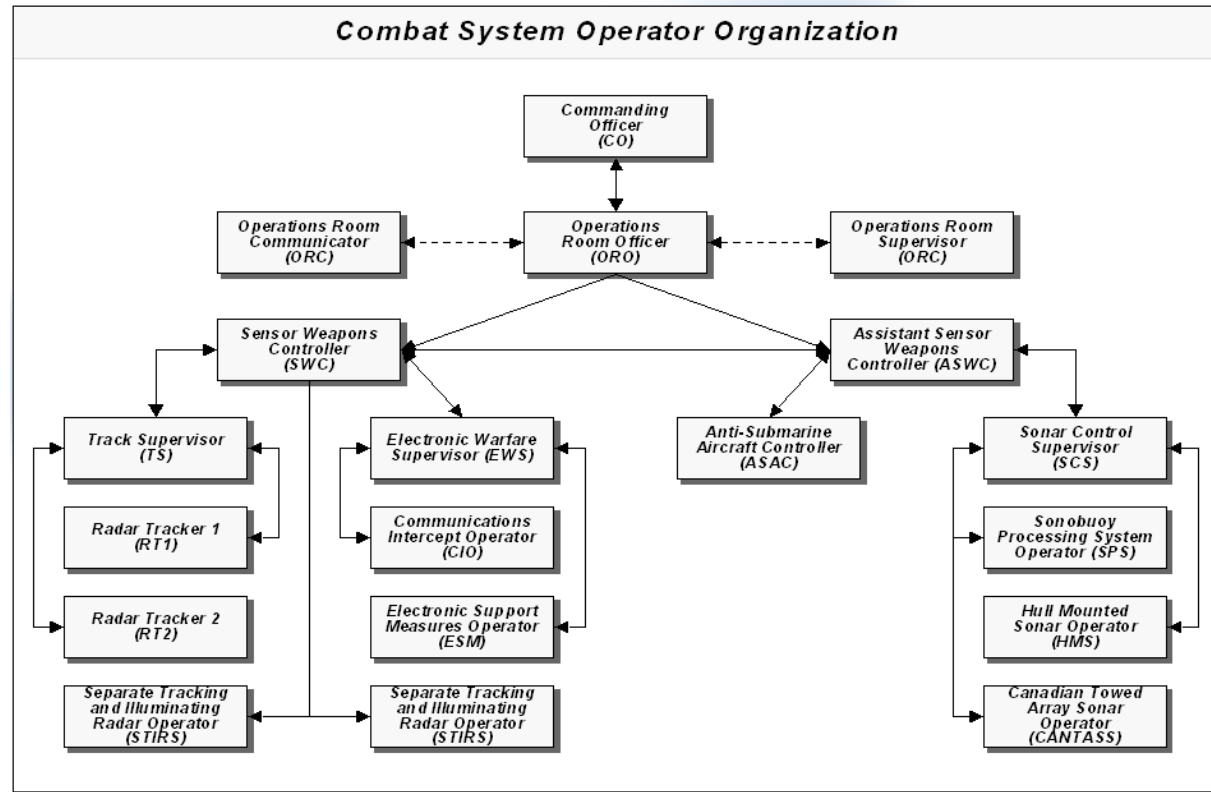 Combat System Operator Organization
Commanding
Officer
(CO)
Operations Room
Communicator
(ORC)
Operations
Room Officer
(ORO)
Operations Room
Supervisor
(ORC)
Sensor Weapons
Controller
(SWC)
Assistant Sensor
Weapons
Controller (ASWC)
Track Supervisor
(TS)
Electronic Warfare
Supervisor (EWS)
Anti-Submarine
Aircraft Controller
(ASAC)
Sonar Control
Supervisor
(SCS)
Radar Tracker 1
(RT1)
Communications
Intercept Operator
(CIO)
Sonobuoy
Processing System
Operator (SPS)
Radar Tracker 2
(RT2)
Electronic Support
Measures Operator
(ESM)
Hull Mounted
Sonar Operator
(HMS)
Separate Tracking
and Illuminating
Radar Operator
(STIRS)
Separate Tracking
and Illuminating
Radar Operator
(STIRS)
Canadian Towed
Array Sonar
Operator
(CANTASS)